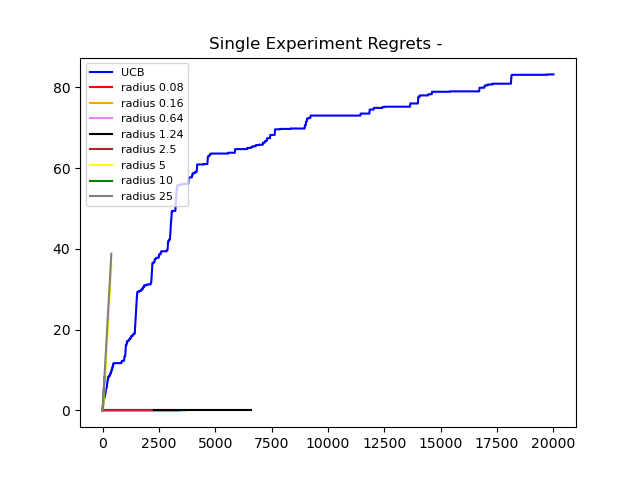 Single Experiment Regrets -
UCB
radius 0.08
radius 0.16
radius 0.64
radius 1.24
radius 2.5
radius 5
radius 10
radius 25
80
60
40
20
0
0 2500 5000 7500 10000 12500 15000 17500 20000